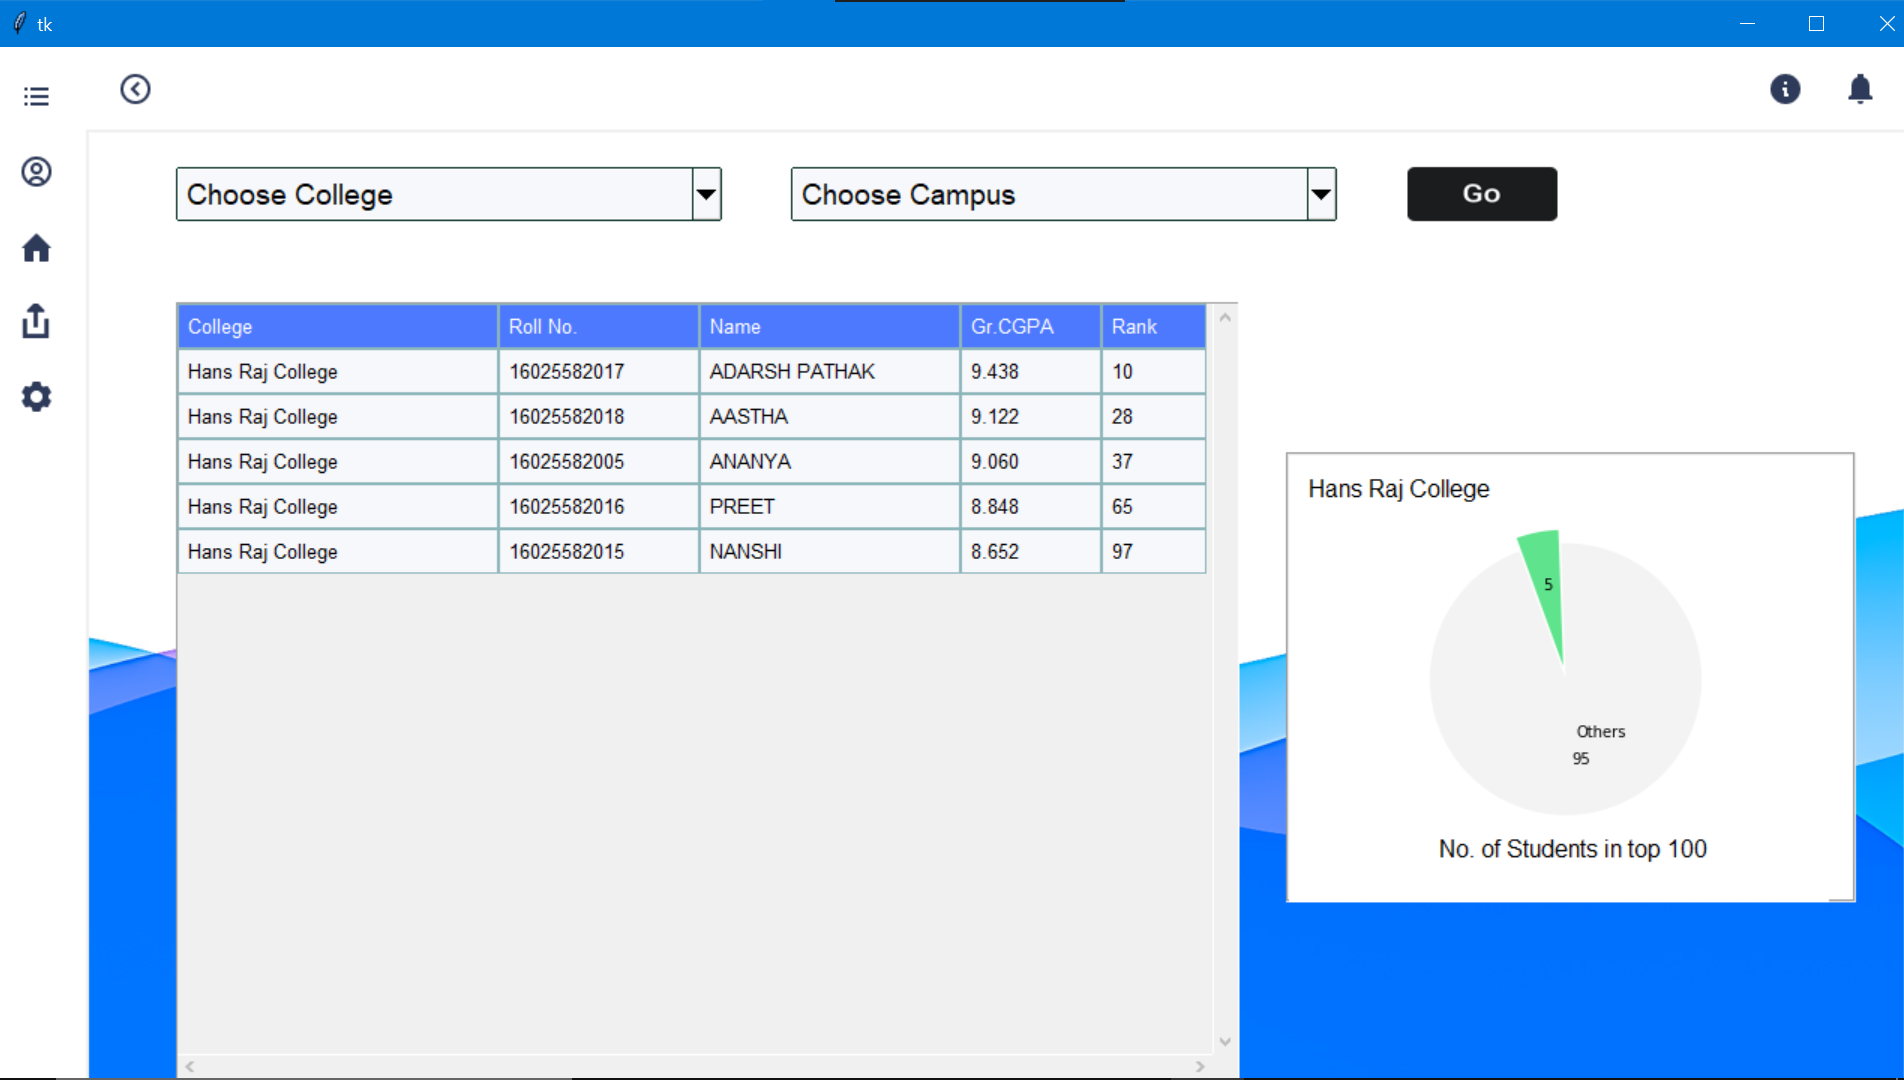 tk
Choose College Choose Campus Go
College Roll No. Name Gr.CGPA Rank
Hans Raj College 16025582017 ADARSH PATHAK 9.438 10
Hans Raj College 16025582018 AASTHA 9.122 28
Hans Raj College 16025582005 ANANYA 9.060 37
Hans Raj College 16025582016 PREET 8.848 65
Hans Raj College 16025582015 NANSHI 8.652 97
Hans Raj College
5
Others
95
No. of Students in top 100